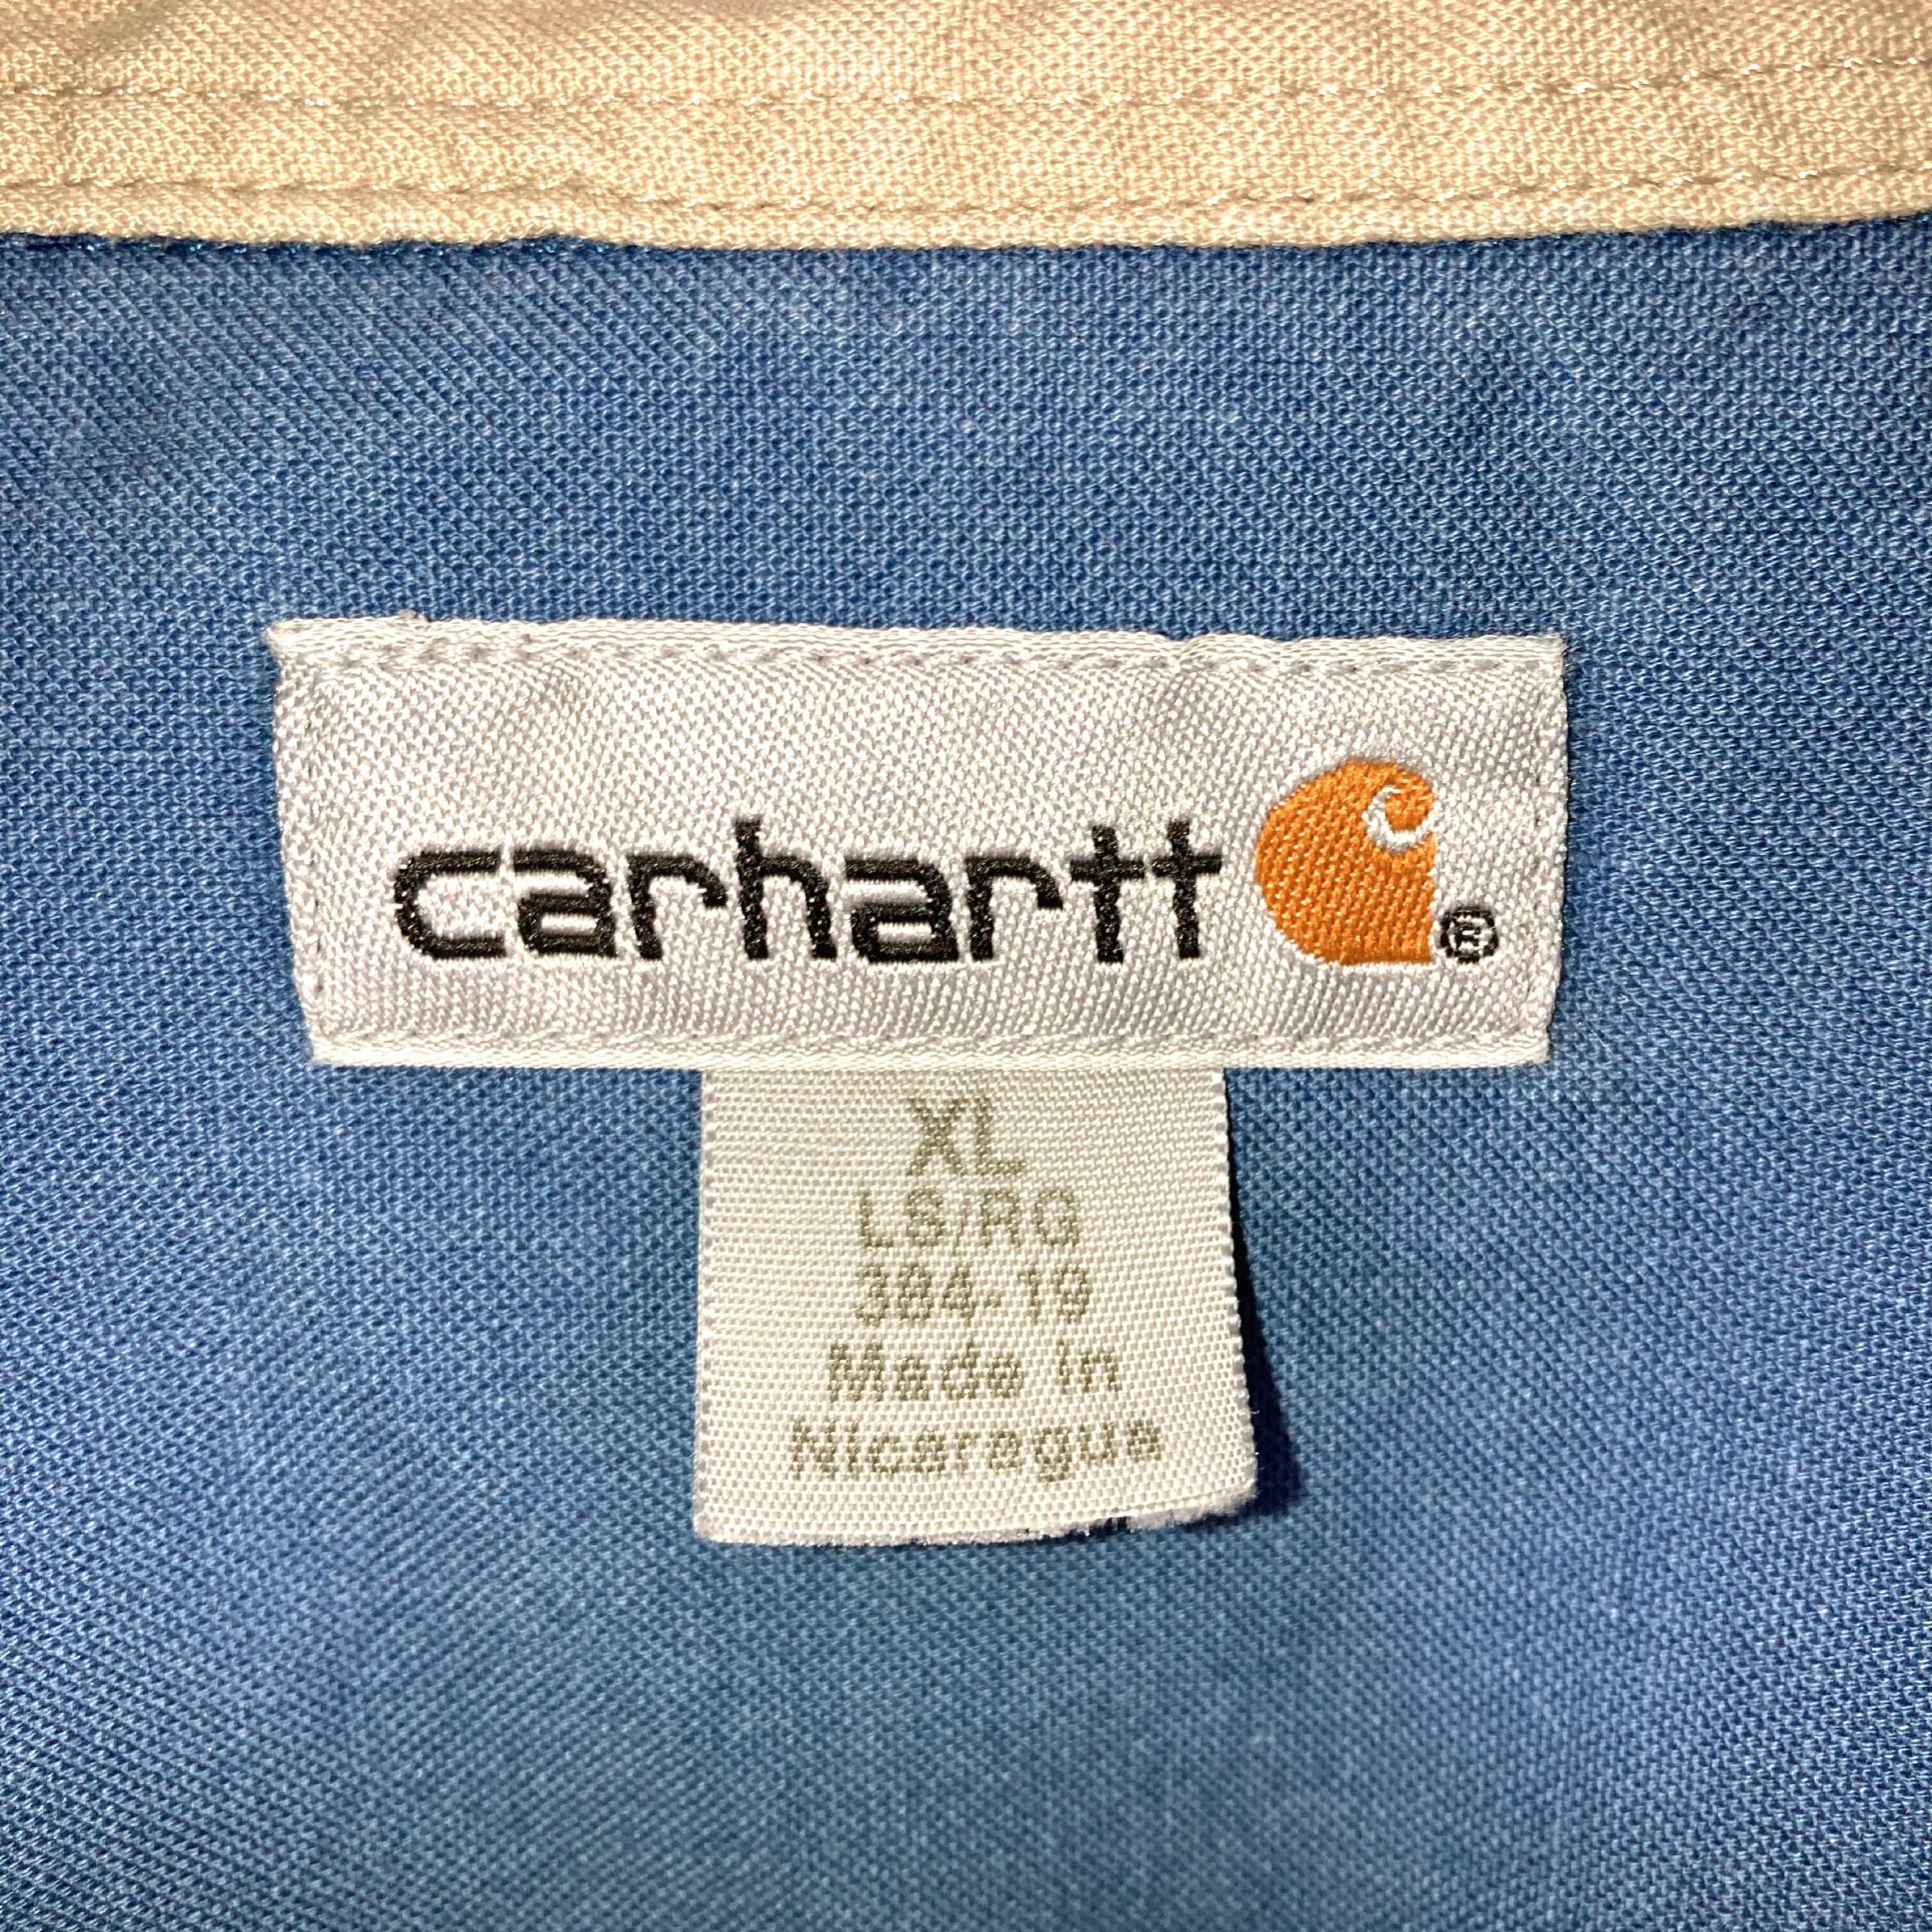 carhartt ®
XL
LS/RG
384-19
Made in
Nicaragua